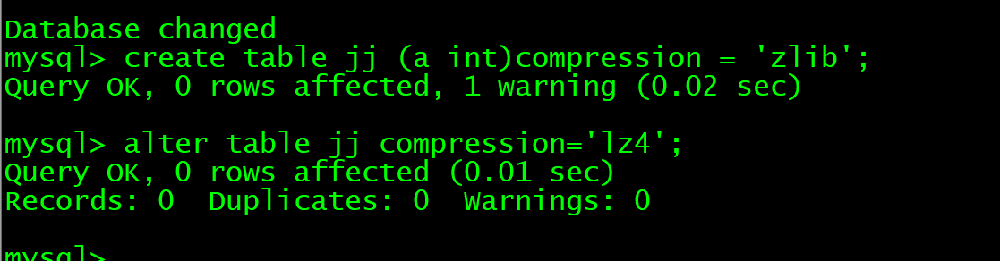 Database changed
mysql> create table jj (a int)compression = 'zlib';
Query OK, 0 rows affected, 1 warning (0.02 sec)
mysql> alter table jj compression='lz4';
Query OK, 0 rows affected (0.01 sec)
Records: 0  Duplicates: 0  Warnings: 0
mysql>